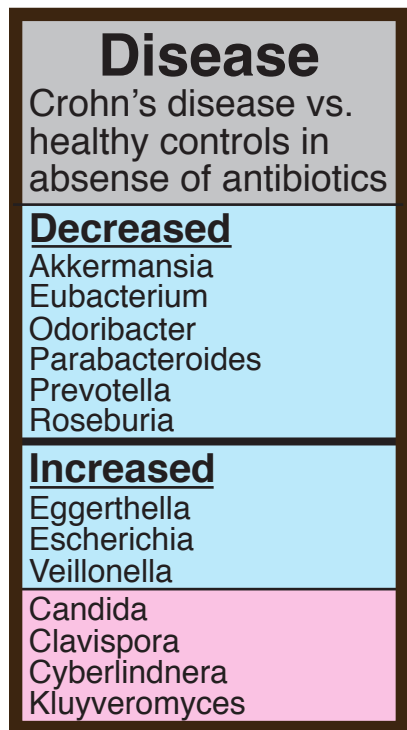 Disease
Crohn's disease vs.
healthy controls in
absense of antibiotics
Decreased
Akkermansia
Eubacterium
Odoribacter
Parabacteroides
Prevotella
Roseburia
Increased
Eggerthella
Escherichia
Veillonella
Candida
Clavispora
Cyberlindnera
Kluyveromyces